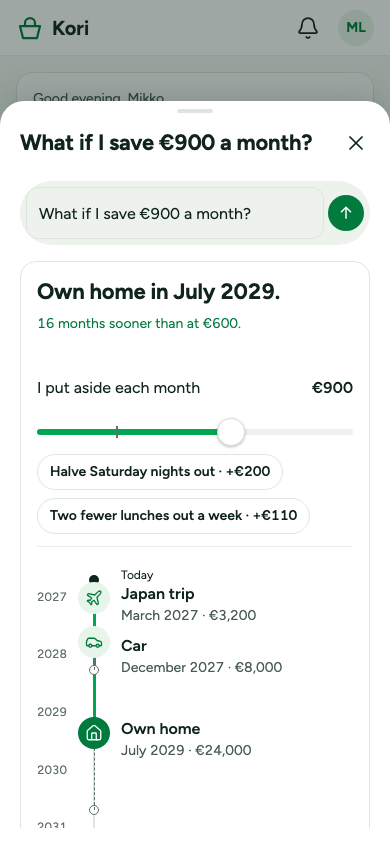 Kori
ML
Good evening, Mikko
What if I save €900 a month?
What if I save €900 a month?
Own home in July 2029.
16 months sooner than at €600.
I put aside each month €900
Halve Saturday nights out · +€200
Two fewer lunches out a week · +€110
Today
2027
Japan trip
March 2027 · €3,200
2028
Car
December 2027 · €8,000
2029
Own home
July 2029 · €24,000
2030
2031